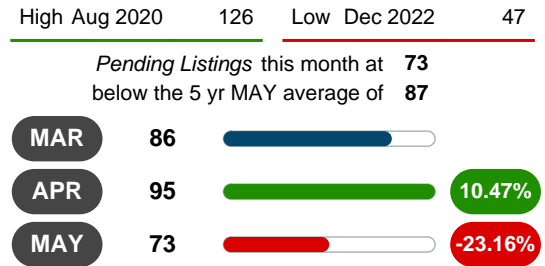 High Aug 2020 126 Low Dec 2022 47
Pending Listings this month at 73
below the 5 yr MAY average of 87
MAR 86
APR 95 10.47%
MAY 73 -23.16%